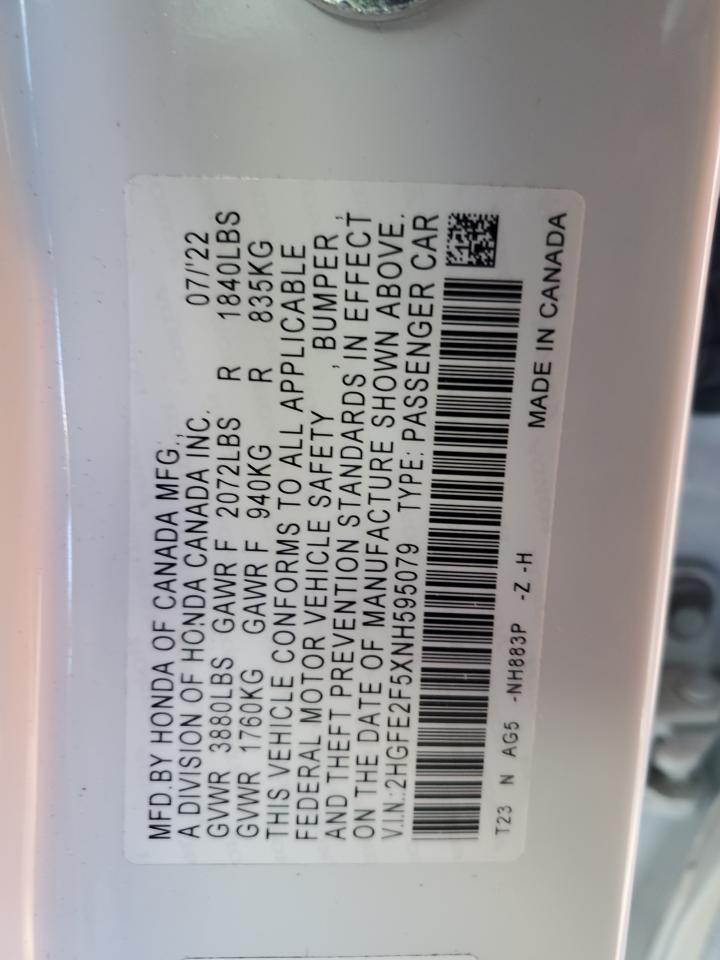 MFD.BY HONDA OF CANADA MFG.,
A DIVISION OF HONDA CANADA INC. 07/'22
GVWR 3880LBS GAWR F 2072LBS R 1840LBS
GVWR 1760KG GAWR F 940KG R 835KG
THIS VEHICLE CONFORMS TO ALL APPLICABLE
FEDERAL MOTOR VEHICLE SAFETY, BUMPER,
AND THEFT PREVENTION STANDARDS IN EFFECT
ON THE DATE OF MANUFACTURE SHOWN ABOVE.
V.I.N.:2HGFE2F5XNH595079 TYPE: PASSENGER CAR
T23 N AG5 -NH883P -Z -H
MADE IN CANADA